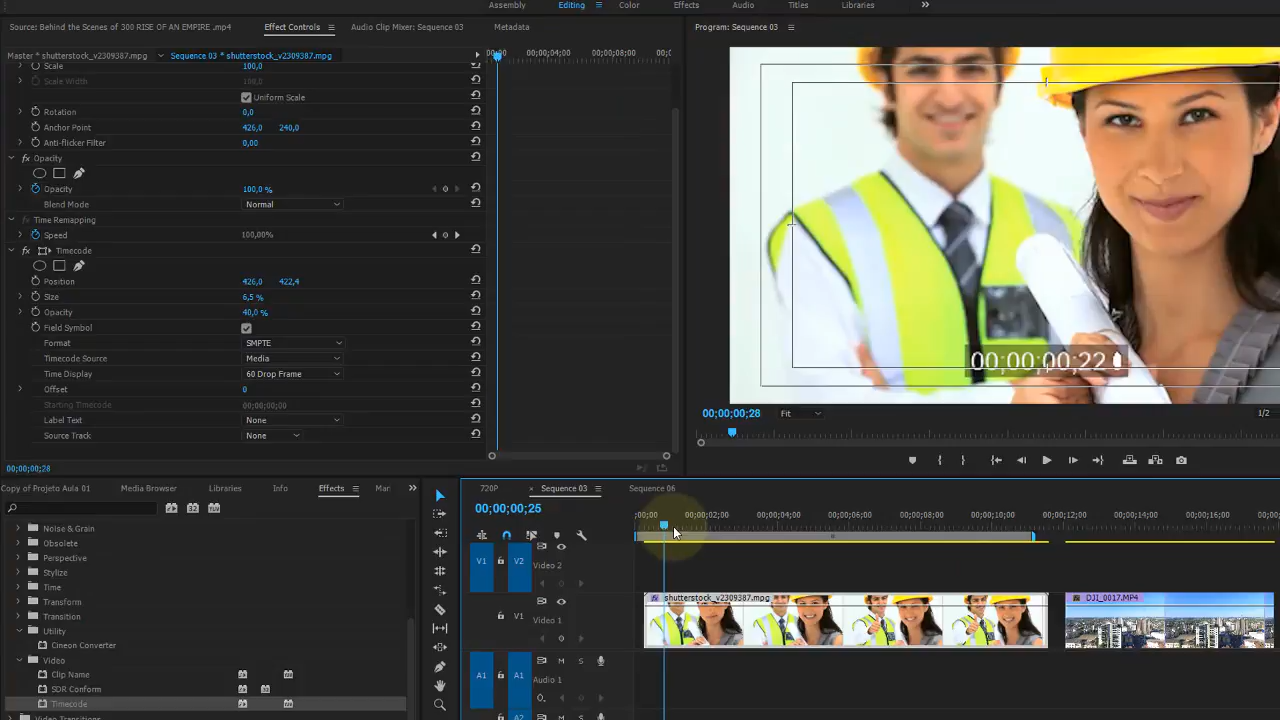 Assembly Editing Color Effects Audio Titles Libraries
Source: Behind the Scenes of 300 RISE OF AN EMPIRE .mp4 Effect Controls Audio Clip Mixer: Sequence 03 Metadata Program: Sequence 03
Master * shutterstock_v2309387.mpg Sequence 03 * shutterstock_v2309387.mpg 00;00;04;00 00;00;08;00
Scale 100,0
Scale Width 100,0
Uniform Scale
Rotation 0,0
Anchor Point 426,0 240,0
Anti-flicker Filter 0,00
fx Opacity
Opacity 100,0 %
Blend Mode Normal
Time Remapping
Speed 100,00%
fx Timecode
Position 426,0 422,4
Size 6,5 %
Opacity 40,0 %
Field Symbol
Format SMPTE
Timecode Source Media
Time Display 60 Drop Frame
Offset 0
Starting Timecode 00;00;00;00
Label Text None
Source Track None
00;00;00;28
00;00;00;22
00;00;00;28 Fit 1/2
Copy of Projeto Aula 01 Media Browser Libraries Info Effects Mar
Noise & Grain
Obsolete
Perspective
Stylize
Time
Transform
Transition
Utility
Cineon Converter
Video
Clip Name
SDR Conform
Timecode
Video Transitions
720P Sequence 03 Sequence 06
00;00;00;25
;00;00 00;00;02;00 00;00;04;00 00;00;06;00 00;00;08;00 00;00;10;00 00;00;12;00 00;00;14;00 00;00;16;00
V1 V2 Video 2
V1 Video 1
fx shutterstock_v2309387.mpg
DJI_0017.MP4
A1 A1 M S Audio 1
A2 M S